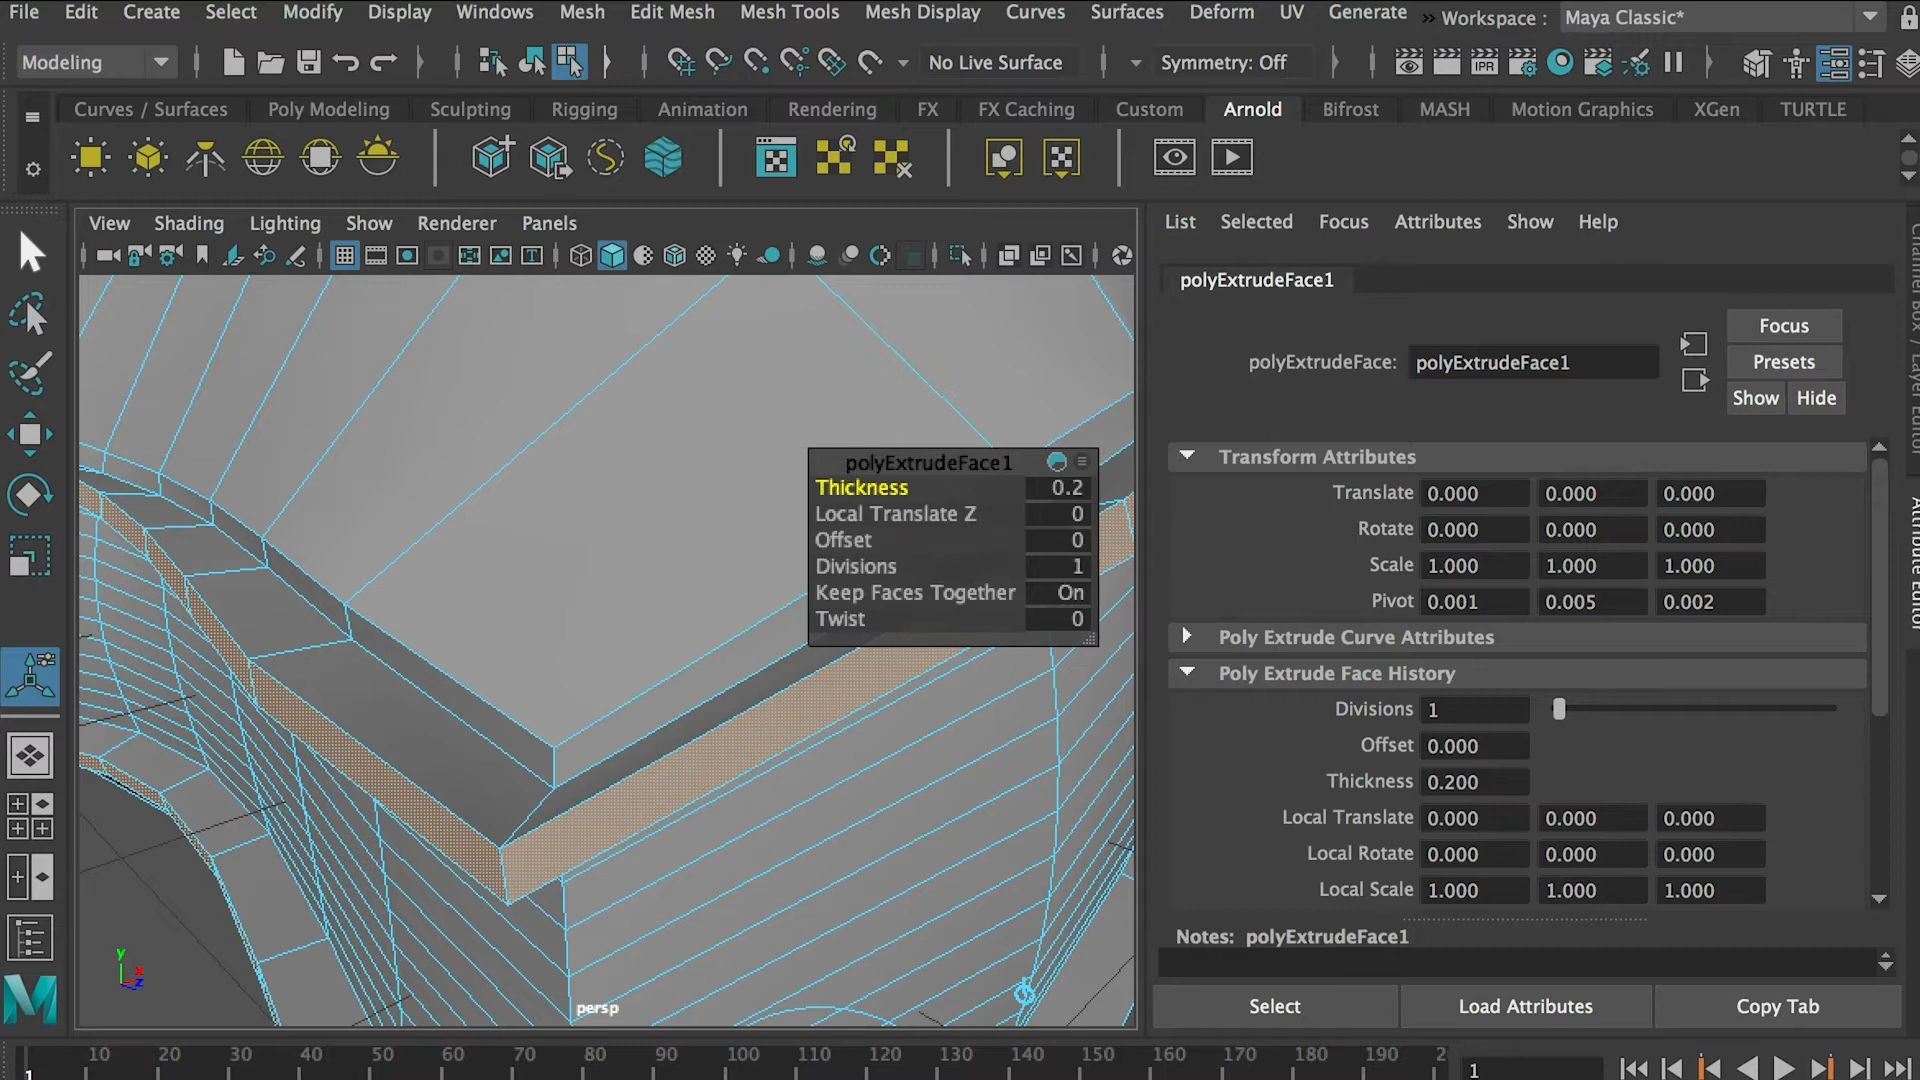 File Edit Create Select Modify Display Windows Mesh Edit Mesh Mesh Tools Mesh Display Curves Surfaces Deform UV Generate » Workspace : Maya Classic*
Modeling No Live Surface Symmetry: Off IPR
Curves / Surfaces Poly Modeling Sculpting Rigging Animation Rendering FX FX Caching Custom Arnold Bifrost MASH Motion Graphics XGen TURTLE
View Shading Lighting Show Renderer Panels
List Selected Focus Attributes Show Help
Channel Box / Layer Editor
Attribute Editor
polyExtrudeFace1
polyExtrudeFace: polyExtrudeFace1
Focus
Presets
Show Hide
polyExtrudeFace1
Thickness 0.2
Local Translate Z 0
Offset 0
Divisions 1
Keep Faces Together On
Twist 0
Transform Attributes
Translate 0.000 0.000 0.000
Rotate 0.000 0.000 0.000
Scale 1.000 1.000 1.000
Pivot 0.001 0.005 0.002
Poly Extrude Curve Attributes
Poly Extrude Face History
Divisions 1
Offset 0.000
Thickness 0.200
Local Translate 0.000 0.000 0.000
Local Rotate 0.000 0.000 0.000
Local Scale 1.000 1.000 1.000
Notes: polyExtrudeFace1
Select Load Attributes Copy Tab
y x z
persp
10 20 30 40 50 60 70 80 90 100 110 120 130 140 150 160 170 180 190 2
1 1